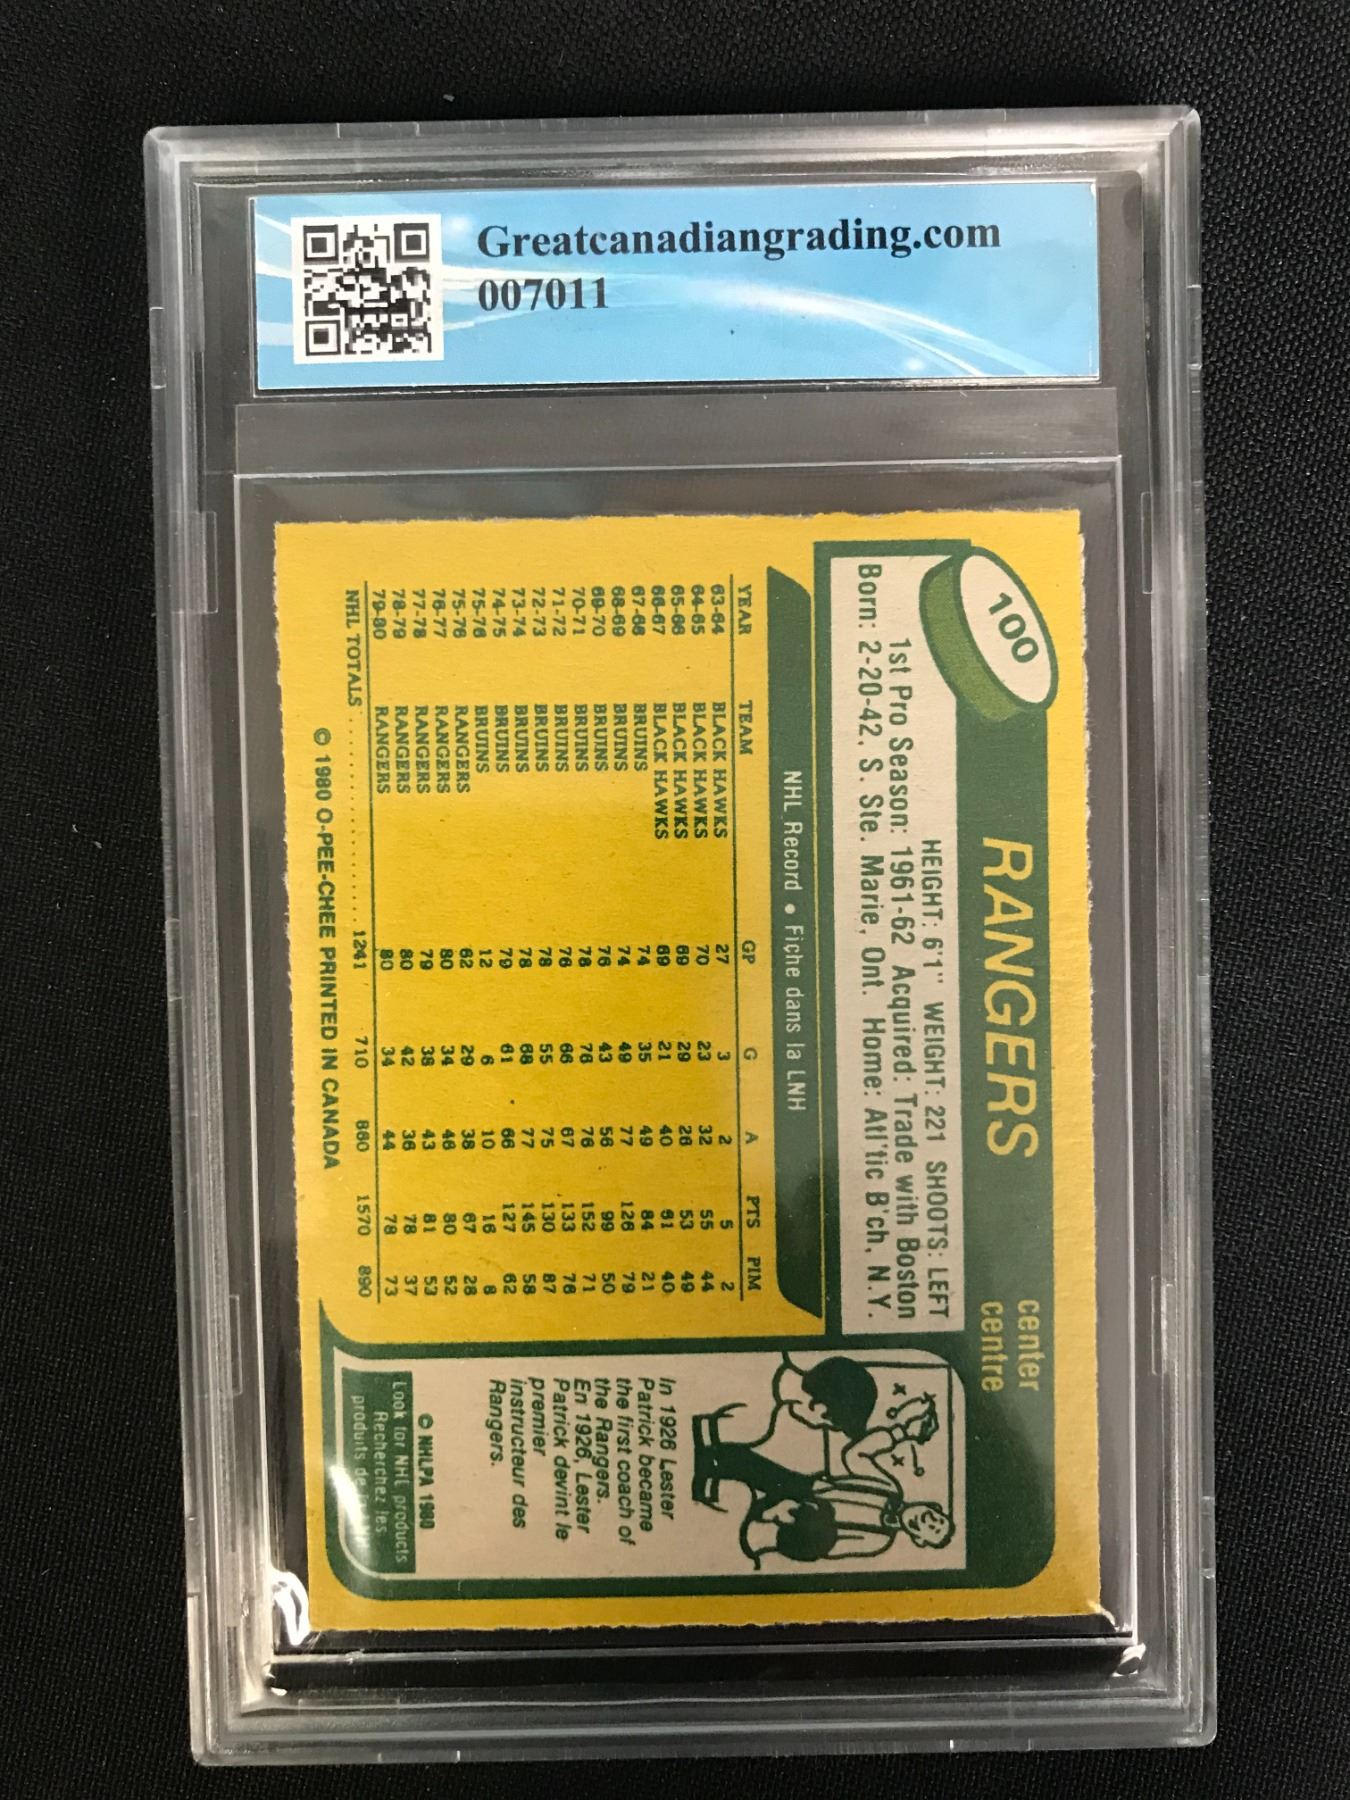 Greatcanadiangrading.com
007011
100
RANGERS
center
centre
HEIGHT: 6'1" WEIGHT: 221 SHOOTS: LEFT
1st Pro Season: 1961-62 Acquired: Trade with Boston
Born: 2-20-42, S. Ste. Marie, Ont. Home: Atl'tic B'ch, N.Y.
NHL Record • Fiche dans la LNH
YEAR TEAM GP G A PTS PIM
63-64 BLACK HAWKS 27 3 2 5 2
64-65 BLACK HAWKS 70 23 32 55 44
65-66 BLACK HAWKS 69 29 26 53 49
66-67 BLACK HAWKS 69 21 40 61 40
67-68 BRUINS 74 35 49 84 21
68-69 BRUINS 74 49 77 126 79
69-70 BRUINS 76 43 56 99 50
70-71 BRUINS 78 76 76 152 71
71-72 BRUINS 76 66 67 133 76
72-73 BRUINS 78 55 75 130 87
73-74 BRUINS 78 68 77 145 58
74-75 BRUINS 79 61 66 127 62
75-76 BRUINS 12 6 10 16 8
75-76 RANGERS 62 29 38 67 28
76-77 RANGERS 80 34 46 80 52
77-78 RANGERS 79 38 43 81 53
78-79 RANGERS 80 42 36 78 37
79-80 RANGERS 80 34 44 78 73
NHL TOTALS . . . . . . . . . . . . . . 1241 710 860 1570 890
© 1980 O-PEE-CHEE PRINTED IN CANADA
x
x
In 1926 Lester
Patrick became
the first coach of
the Rangers.
En 1926, Lester
Patrick devint le
premier
instructeur des
Rangers.
© NHLPA 1980
Look for NHL products
Recherchez les
produits de